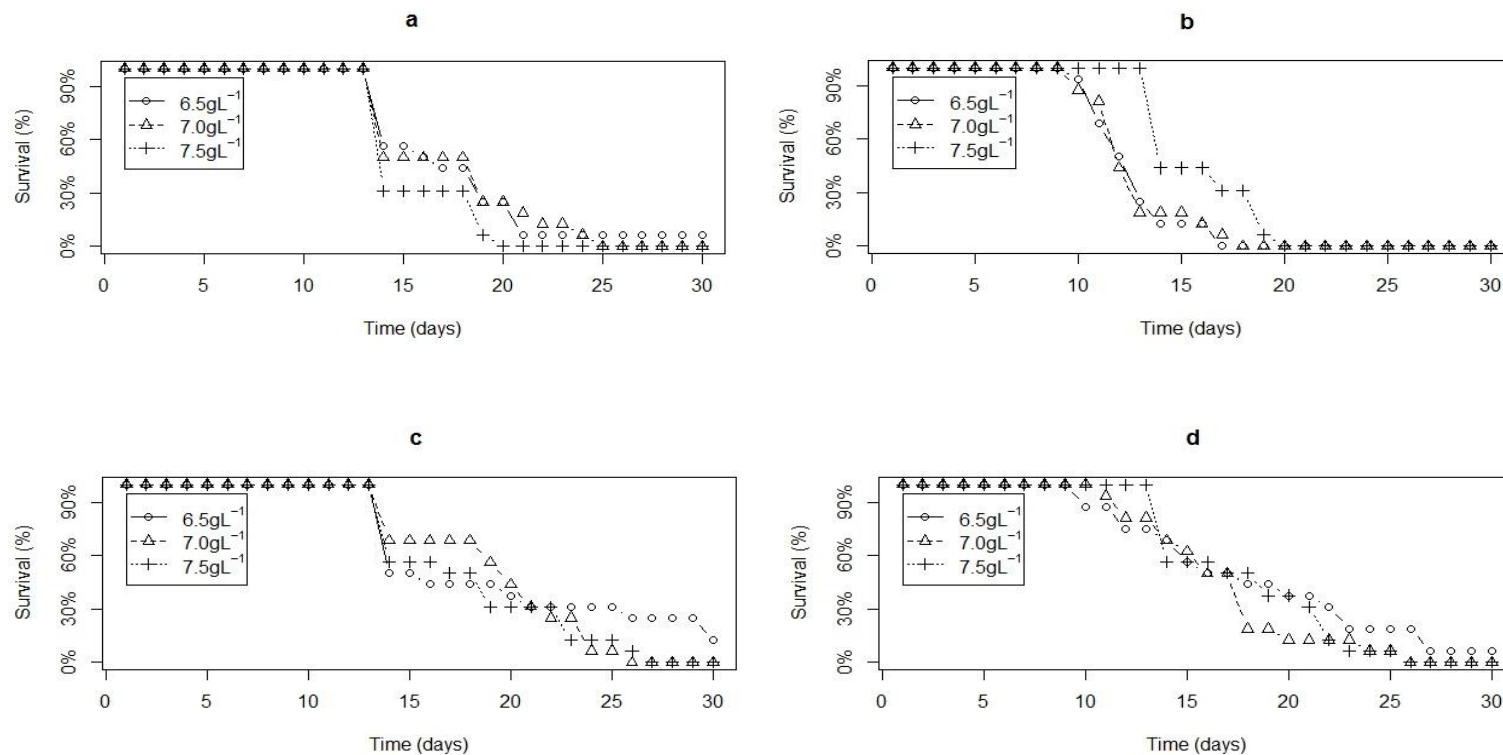 a
Survival (%)
90%
60%
30%
0%
6.5gL⁻¹
7.0gL⁻¹
7.5gL⁻¹
0 5 10 15 20 25 30
Time (days)
b
Survival (%)
90%
60%
30%
0%
6.5gL⁻¹
7.0gL⁻¹
7.5gL⁻¹
0 5 10 15 20 25 30
Time (days)
c
Survival (%)
90%
60%
30%
0%
6.5gL⁻¹
7.0gL⁻¹
7.5gL⁻¹
0 5 10 15 20 25 30
Time (days)
d
Survival (%)
90%
60%
30%
0%
6.5gL⁻¹
7.0gL⁻¹
7.5gL⁻¹
0 5 10 15 20 25 30
Time (days)